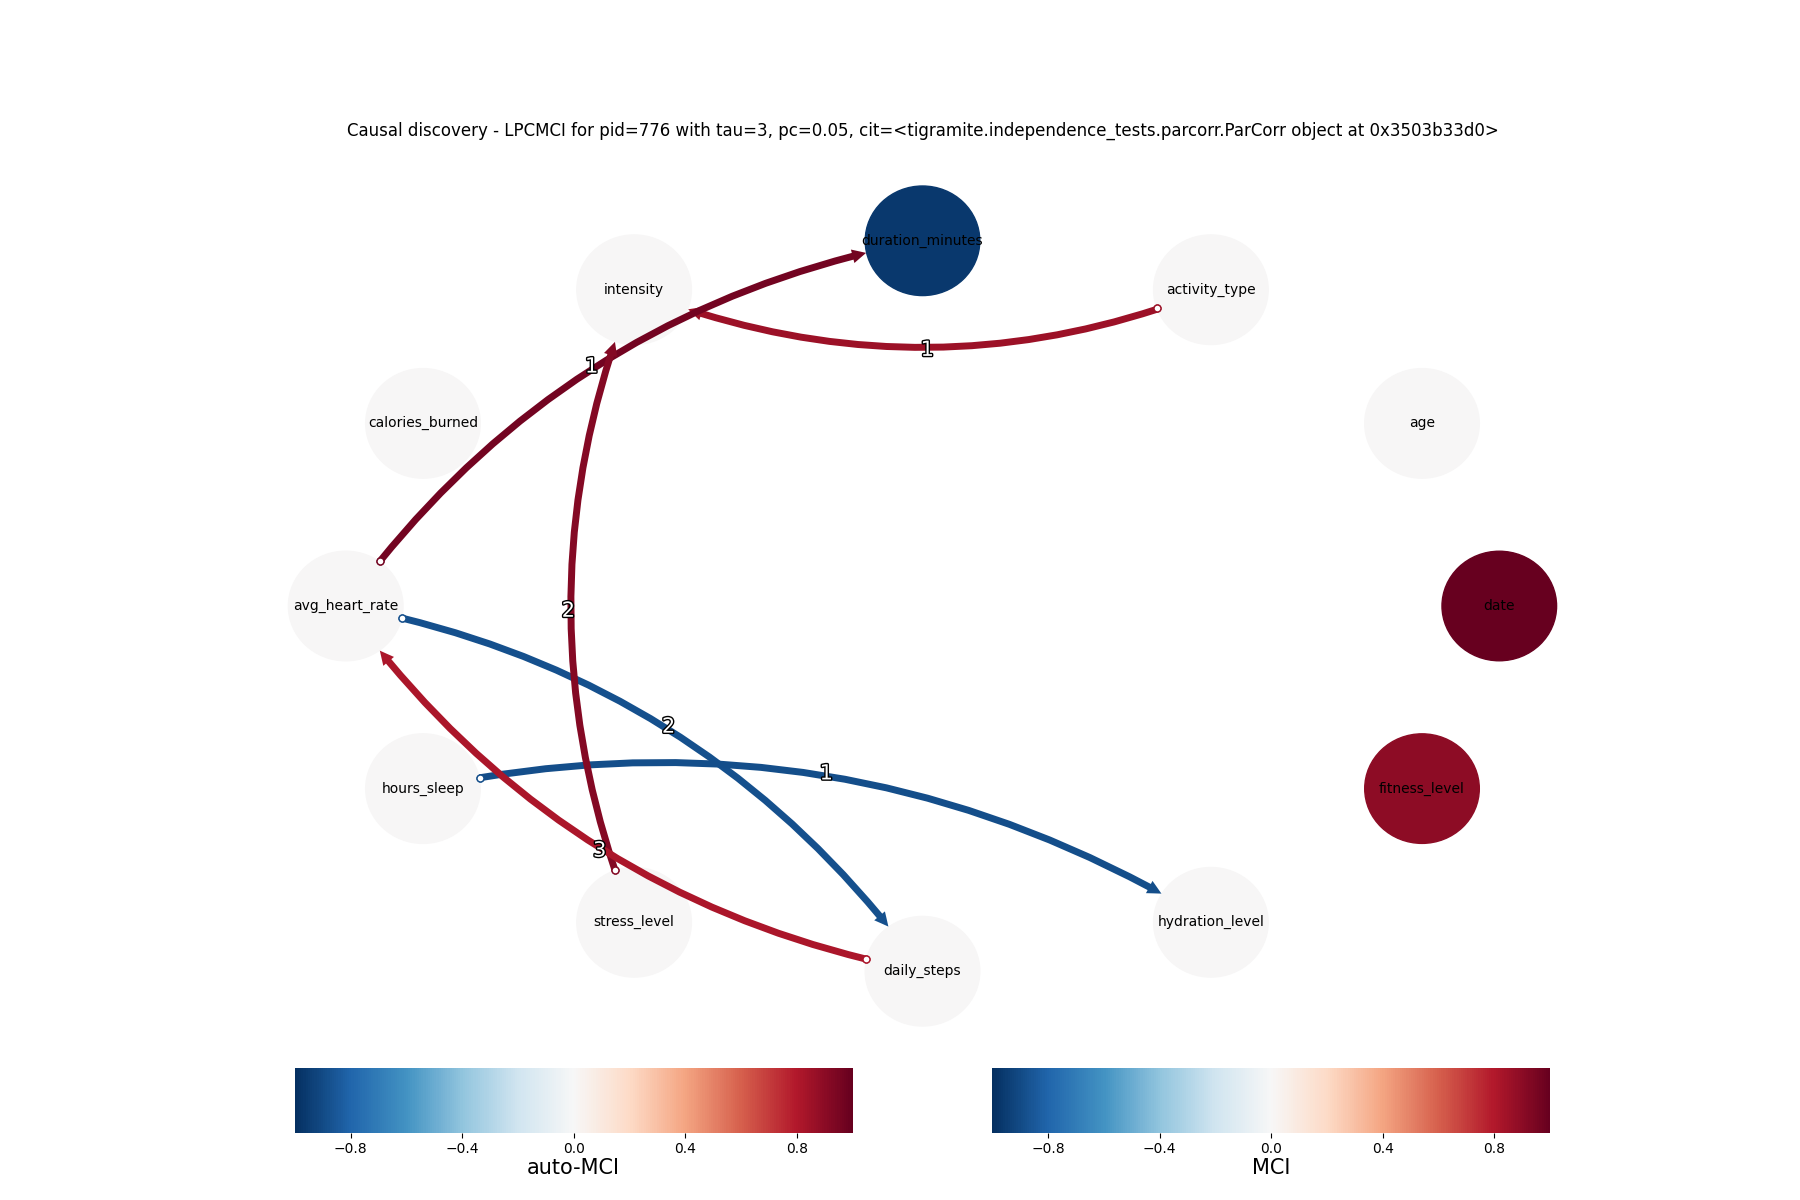 Causal discovery - LPCMCI for pid=776 with tau=3, pc=0.05, cit=<tigramite.independence_tests.parcorr.ParCorr object at 0x3503b33d0>
duration_minutes
intensity
activity_type
1
1
calories_burned
age
avg_heart_rate
2
date
2
1
hours_sleep
fitness_level
3
stress_level
hydration_level
daily_steps
−0.8 −0.4 0.0 0.4 0.8
auto-MCI
−0.8 −0.4 0.0 0.4 0.8
MCI